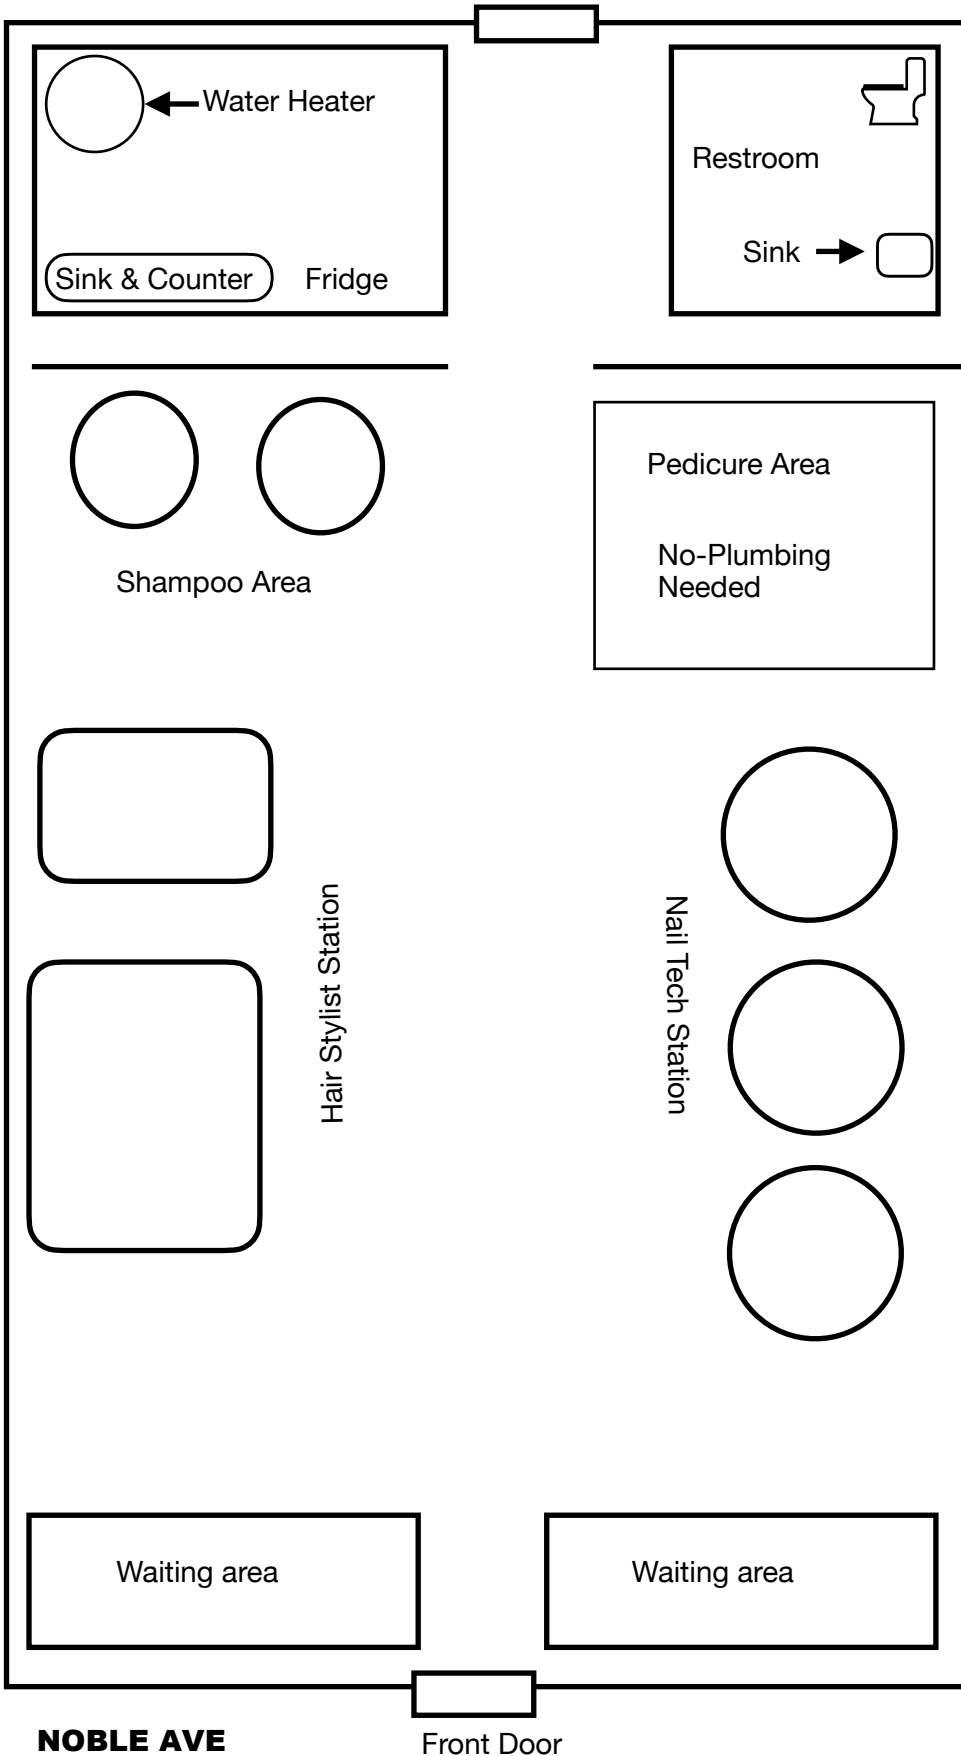 Water Heater
Restroom
Sink
Sink & Counter
Fridge
Pedicure Area
No-Plumbing
Needed
Shampoo Area
Hair Stylist Station
Nail Tech Station
Waiting area
Waiting area
NOBLE AVE
Front Door